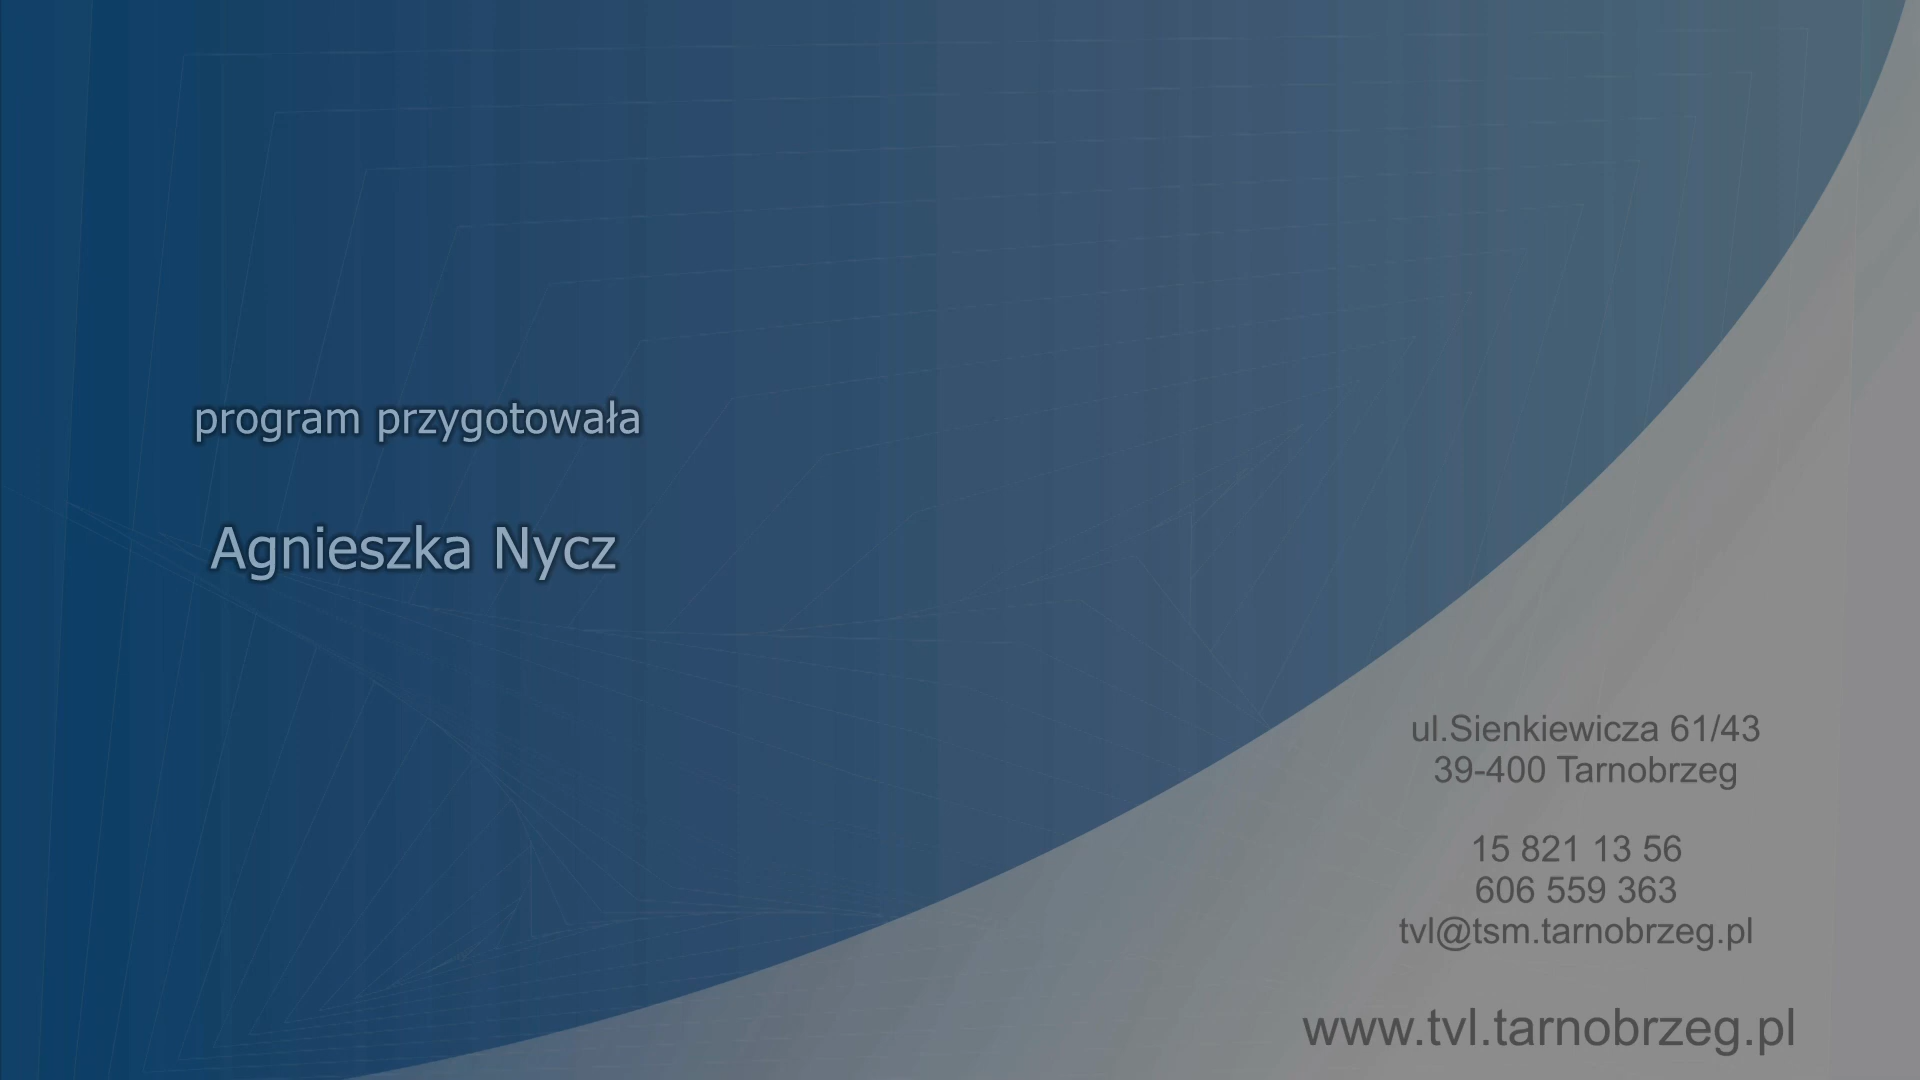 program przygotowała
Agnieszka Nycz
ul.Sienkiewicza 61/43
39-400 Tarnobrzeg
15 821 13 56
606 559 363
tvl@tsm.tarnobrzeg.pl
www.tvl.tarnobrzeg.pl